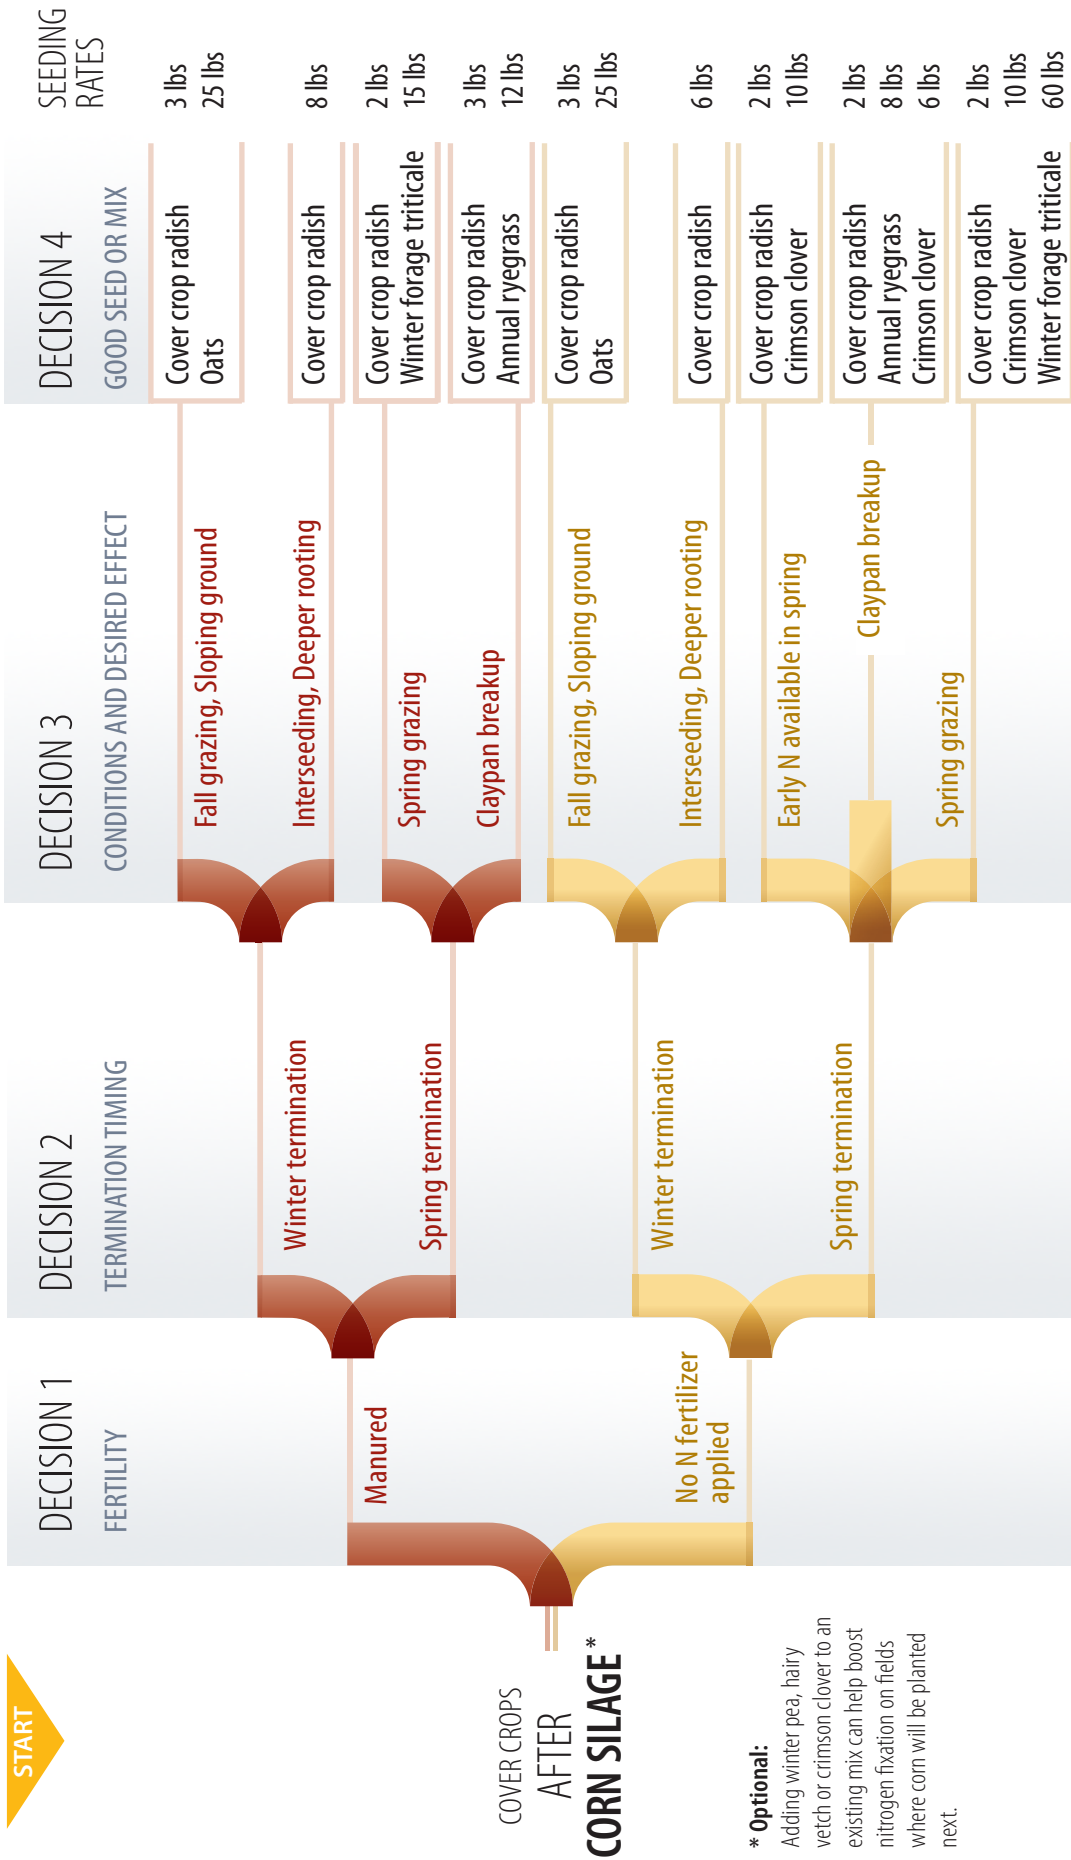 START
COVER CROPS
AFTER
CORN SILAGE*
* Optional:
Adding winter pea, hairy
vetch or crimson clover to an
existing mix can help boost
nitrogen fixation on fields
where corn will be planted
next.
DECISION 1
FERTILITY
Manured
No N fertilizer
applied
DECISION 2
TERMINATION TIMING
Winter termination
Spring termination
Winter termination
Spring termination
DECISION 3
CONDITIONS AND DESIRED EFFECT
Fall grazing, Sloping ground
Interseeding, Deeper rooting
Spring grazing
Claypan breakup
Fall grazing, Sloping ground
Interseeding, Deeper rooting
Early N available in spring
Claypan breakup
Spring grazing
DECISION 4
GOOD SEED OR MIX
SEEDING
RATES
Cover crop radish 3 lbs
Oats 25 lbs
Cover crop radish 8 lbs
Cover crop radish 2 lbs
Winter forage triticale 15 lbs
Cover crop radish 3 lbs
Annual ryegrass 12 lbs
Cover crop radish 3 lbs
Oats 25 lbs
Cover crop radish 6 lbs
Cover crop radish 2 lbs
Crimson clover 10 lbs
Cover crop radish 2 lbs
Annual ryegrass 8 lbs
Crimson clover 6 lbs
Cover crop radish 2 lbs
Crimson clover 10 lbs
Winter forage triticale 60 lbs